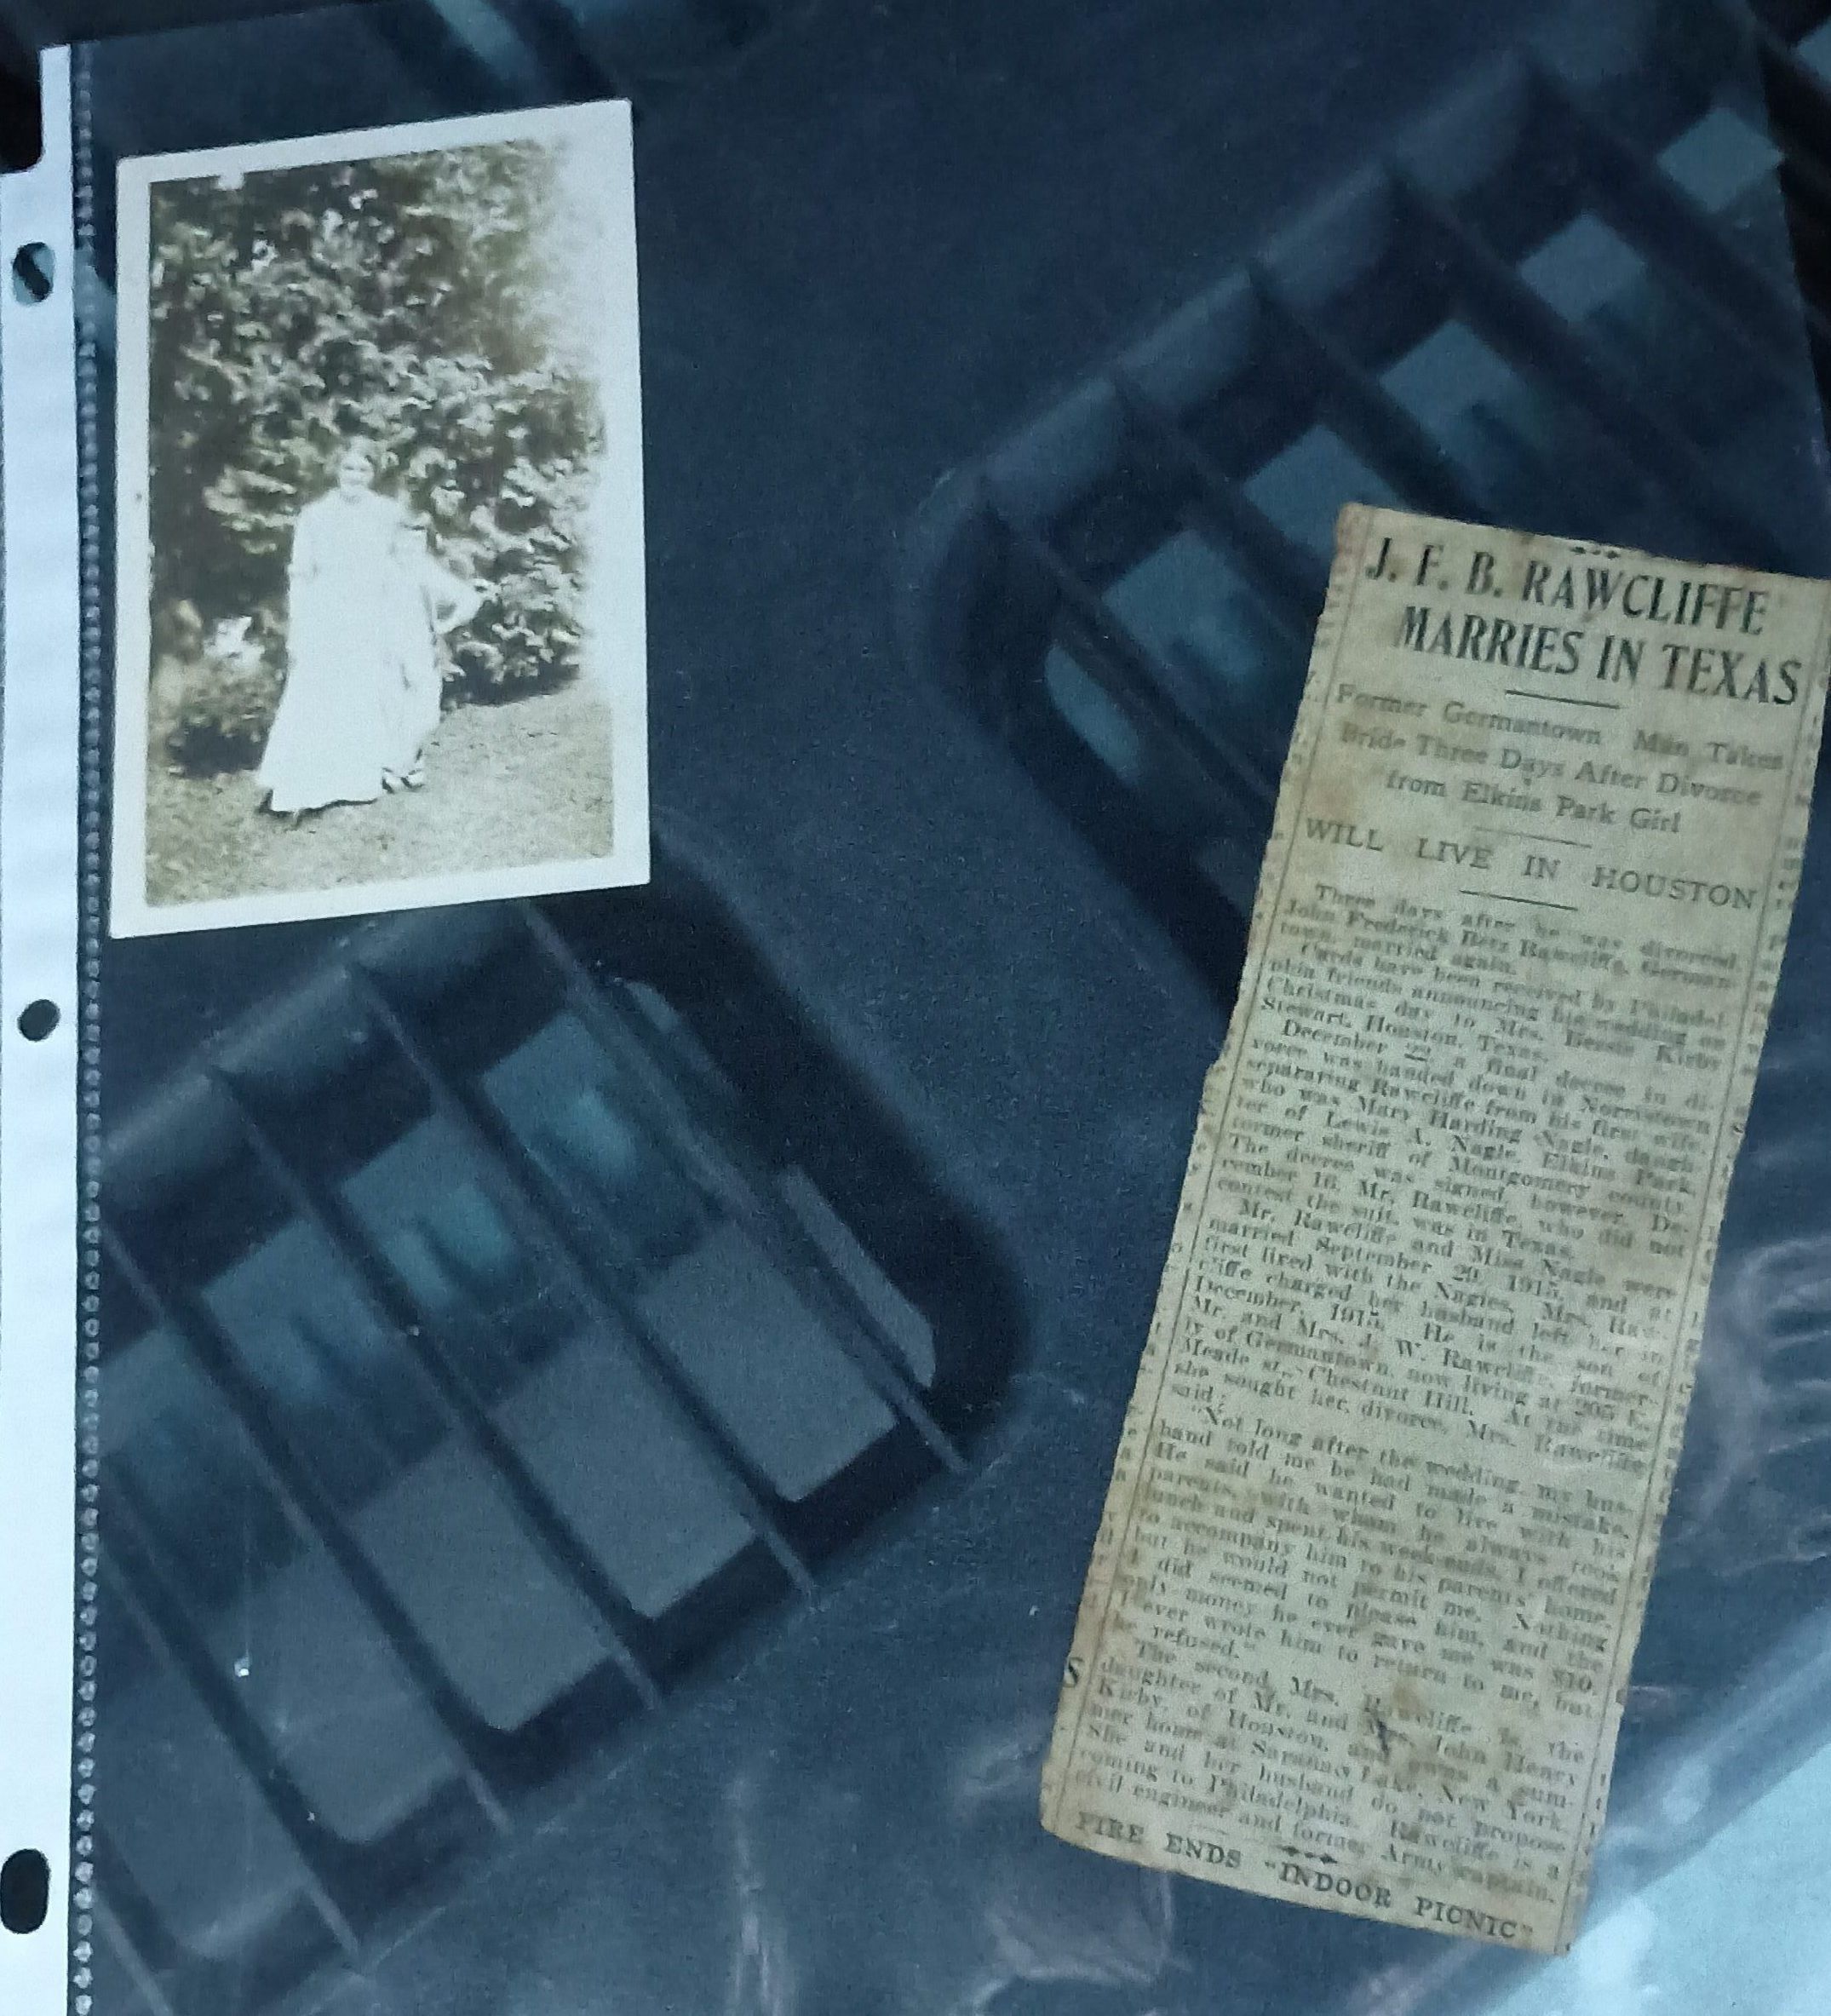 J. F. B. RAWCLIFFE
MARRIES IN TEXAS
Former Germantown Man Takes
Bride Three Days After Divorce
from Elkins Park Girl
WILL LIVE IN HOUSTON
Three days after he was divorced
John Frederick Betz Rawcliffe, German-
town, married again.
Cards have been received by Philadel
phia friends announcing his wedding on
Christmas day to Mrs. Bessie Kirby
Stewart, Houston, Texas.
December 22 a final decree in di-
vorce was handed down in Norristown
separating Rawcliffe from his first wife,
who was Mary Harding Nagle, daugh
ter of Lewis A. Nagle, Elkins Park,
former sheriff of Montgomery county.
The decree was signed, however, De-
cember 16. Mr. Rawcliffe, who did not
contest the suit, was in Texas.
Mr. Rawcliffe and Miss Nagle were
married September 29, 1915, and at
first lived with the Nagles. Mrs. Raw-
cliffe charged her husband left her in
December, 1915. He is the son of
Mr. and Mrs. J. W. Rawcliffe, former-
ly of Germantown, now living at 205 E.
Meade st., Chestnut Hill. At the time
she sought her divorce, Mrs. Rawcliffe
said:
"Not long after the wedding, my hus-
band told me he had made a mistake.
He said he wanted to live with his
parents, with whom he always took
lunch and spent his week-ends. I offered
to accompany him to his parents' home,
but he would not permit me. Nothing
I did seemed to please him, and the
only money he ever gave me was $10.
I ever wrote him to return to me, but
he refused."
The second Mrs. Rawcliffe is the
daughter of Mr. and Mrs. John Henry
Kirby, of Houston, and owns a sum-
mer home at Saranac Lake, New York.
She and her husband do not propose
coming to Philadelphia. Rawcliffe is a
civil engineer and former Army captain.
FIRE ENDS "INDOOR PICNIC"
S